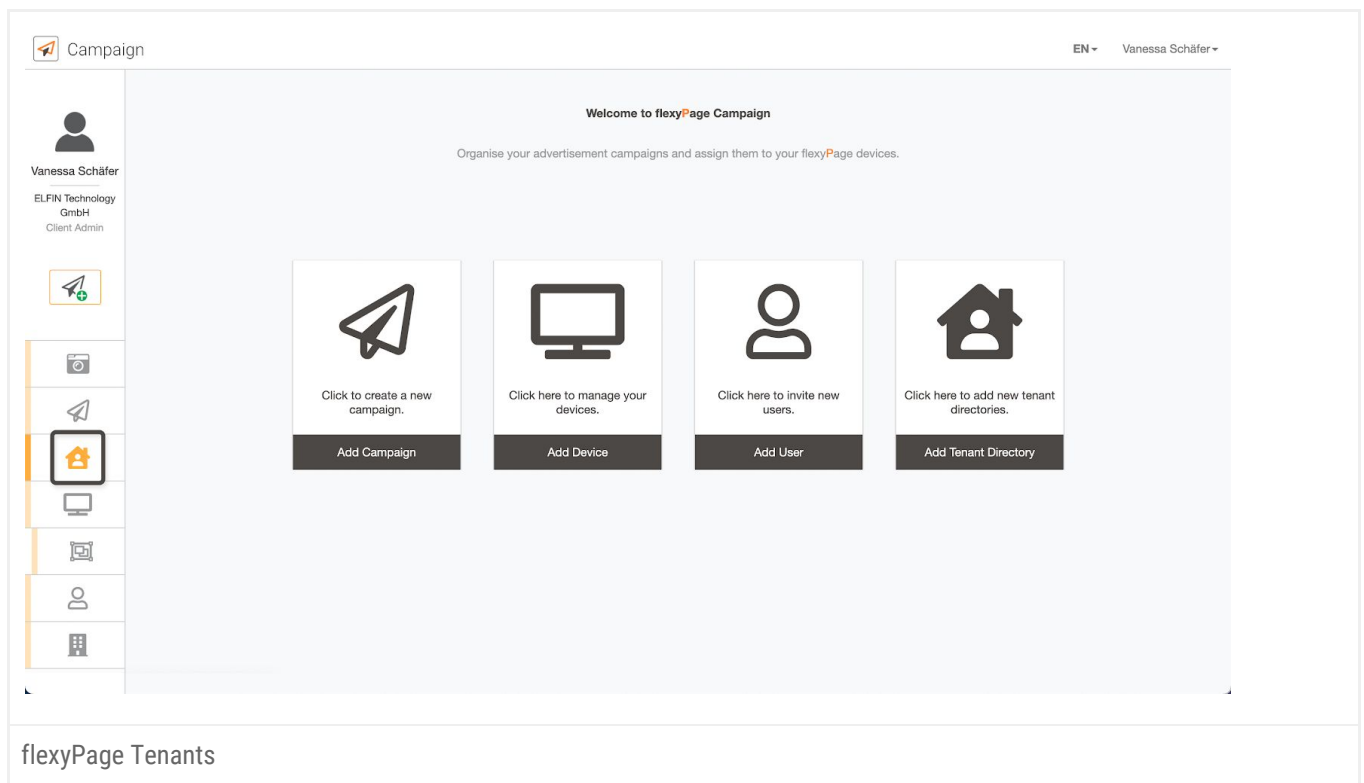 Campaign
EN
Vanessa Schäfer
Welcome to flexyPage Campaign
Organise your advertisement campaigns and assign them to your flexyPage devices.
Vanessa Schäfer
ELFIN Technology
GmbH
Client Admin
Click to create a new
campaign.
Add Campaign
Click here to manage your
devices.
Add Device
Click here to invite new
users.
Add User
Click here to add new tenant
directories.
Add Tenant Directory
flexyPage Tenants